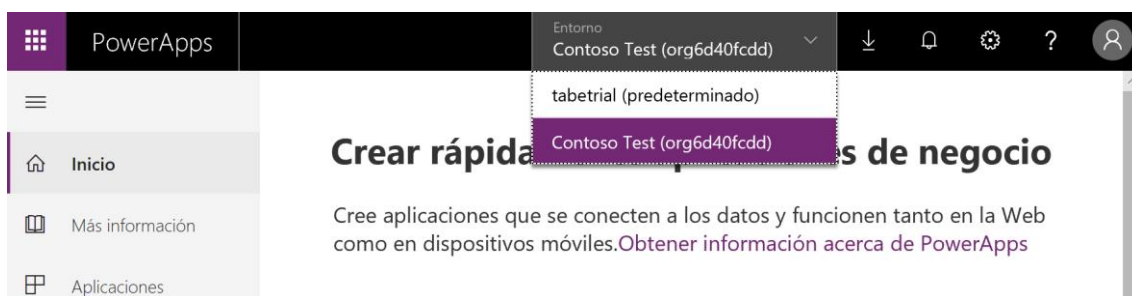 PowerApps
Entorno
Contoso Test (org6d40fcdd)
?
tabetrial (predeterminado)
Contoso Test (org6d40fcdd)
Inicio
Más información
Aplicaciones
Crear s de negocio
Cree aplicaciones que se conecten a los datos y funcionen tanto en la Web
como en dispositivos móviles.Obtener información acerca de PowerApps